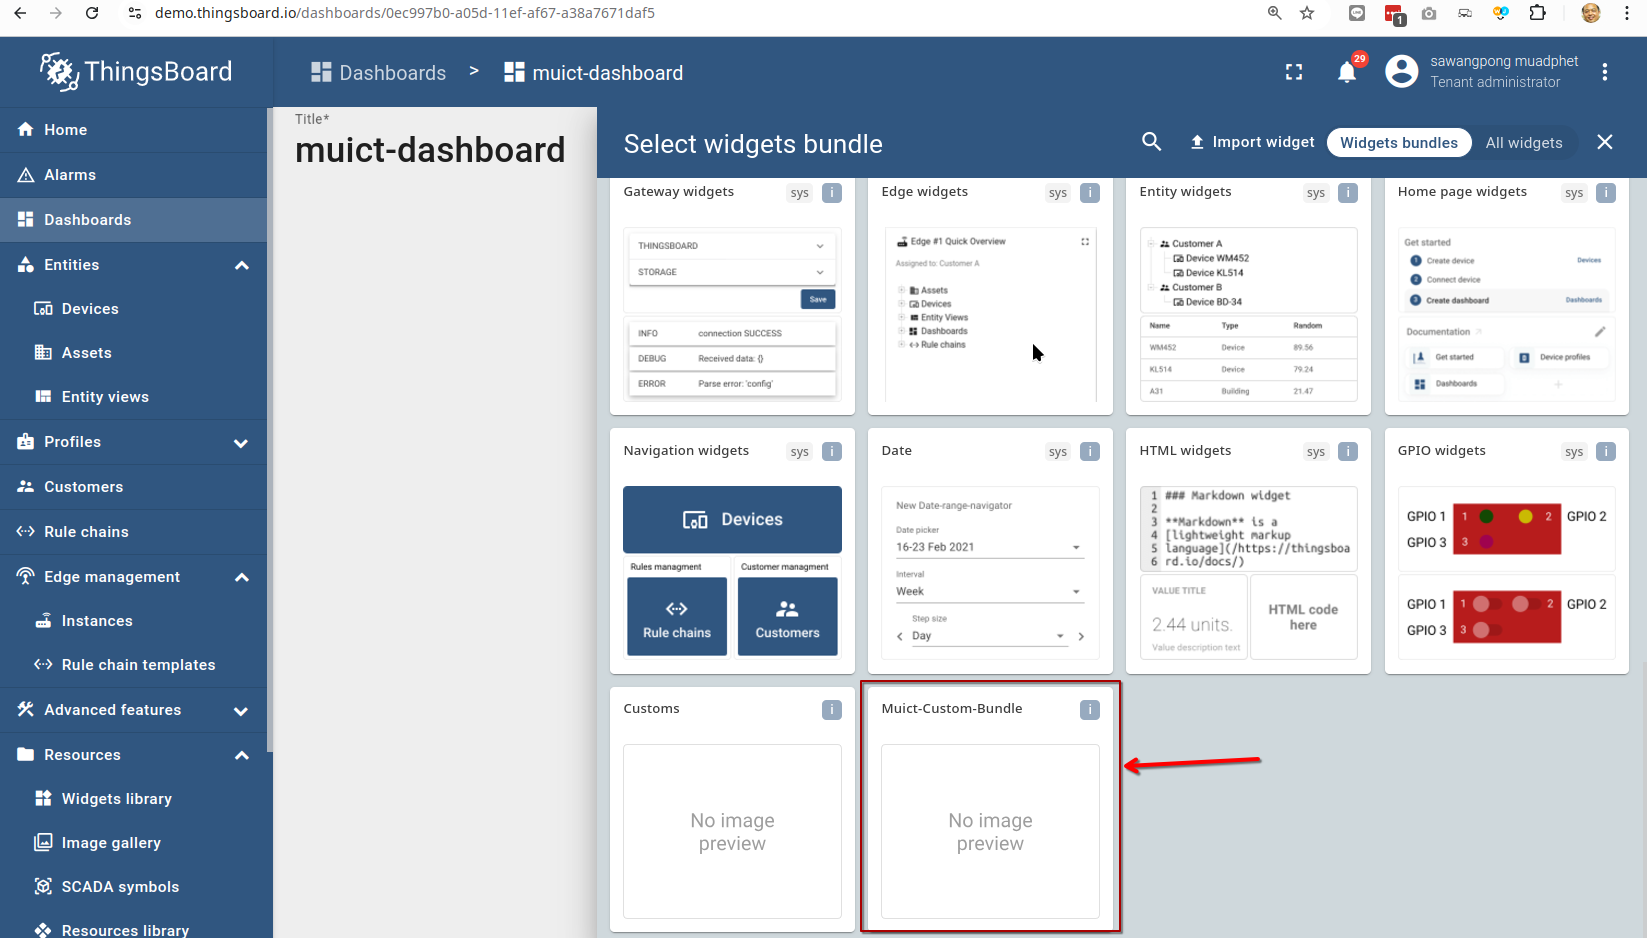 demo.thingsboard.io/dashboards/0ec997b0-a05d-11ef-af67-a38a7671daf5
1
ThingsBoard
Dashboards > muict-dashboard
29
sawangpong muadphet
Tenant administrator
Home
Alarms
Dashboards
Entities
Devices
Assets
Entity views
Profiles
Customers
Rule chains
Edge management
Instances
Rule chain templates
Advanced features
Resources
Widgets library
Image gallery
SCADA symbols
Resources library
Title*
muict-dashboard
Select widgets bundle
Import widget
Widgets bundles
All widgets
Gateway widgets sys i
THINGSBOARD
STORAGE
Save
INFO connection SUCCESS
DEBUG Received data: {}
ERROR Parse error: 'config'
Edge widgets sys i
Edge #1 Quick Overview
Assigned to: Customer A
Assets
Devices
Entity Views
Dashboards
Rule chains
Entity widgets sys i
Customer A
Device WM452
Device KL514
Customer B
Device BD-34
Name Type Random
WM452 Device 89.56
KL514 Device 79.24
A31 Building 21.47
Home page widgets sys i
Get started
1 Create device Devices
2 Connect device
3 Create dashboard Dashboards
Documentation
Get started
Device profiles
Dashboards
Navigation widgets sys i
Devices
Rules managment
Rule chains
Customer managment
Customers
Date sys i
New Date-range-navigator
Date picker
16-23 Feb 2021
Interval
Week
Step size
Day
HTML widgets sys i
1 ### Markdown widget
2
3 **Markdown** is a
4 [lightweight markup
5 language](/https://thingsboa
6 rd.io/docs/)
VALUE TITLE
2.44 units.
Value description text
HTML code
here
GPIO widgets sys i
GPIO 1 1 2 GPIO 2
GPIO 3 3
GPIO 1 1 2 GPIO 2
GPIO 3 3
Customs i
No image
preview
Muict-Custom-Bundle i
No image
preview